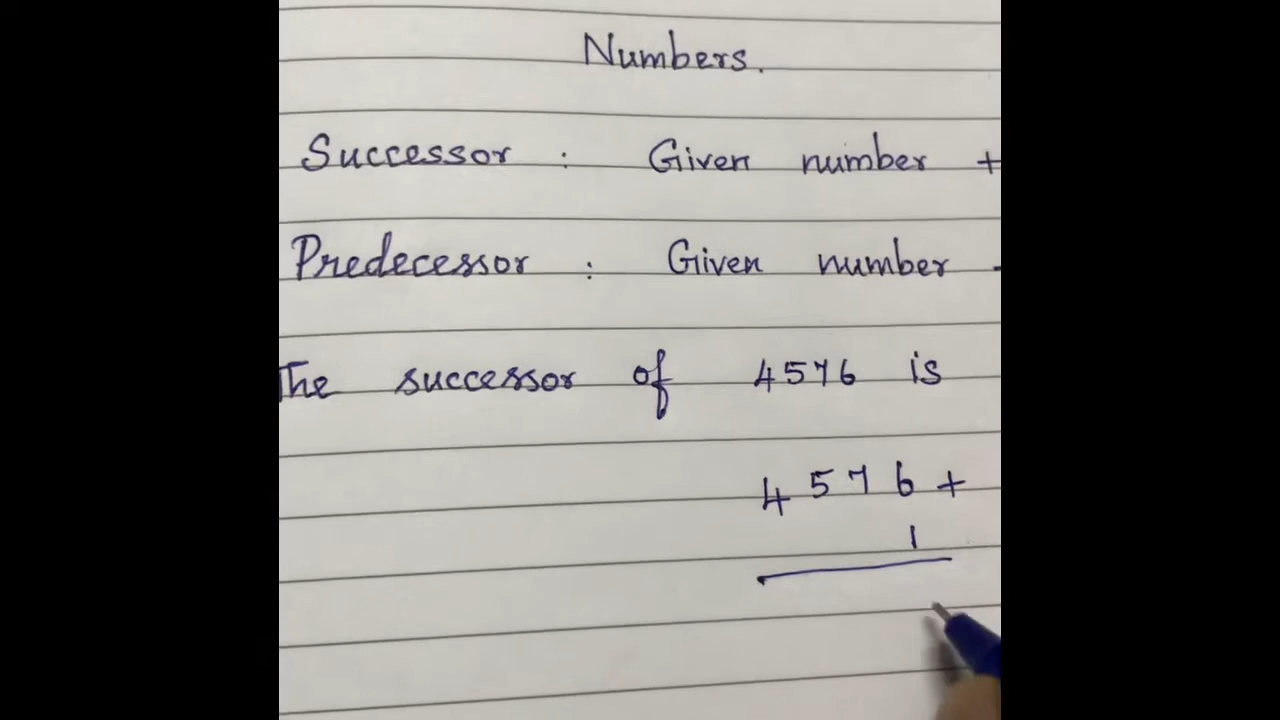 Numbers.
Successor : Given number +
Predecessor : Given number -
The successor of 4576 is
4576+
1